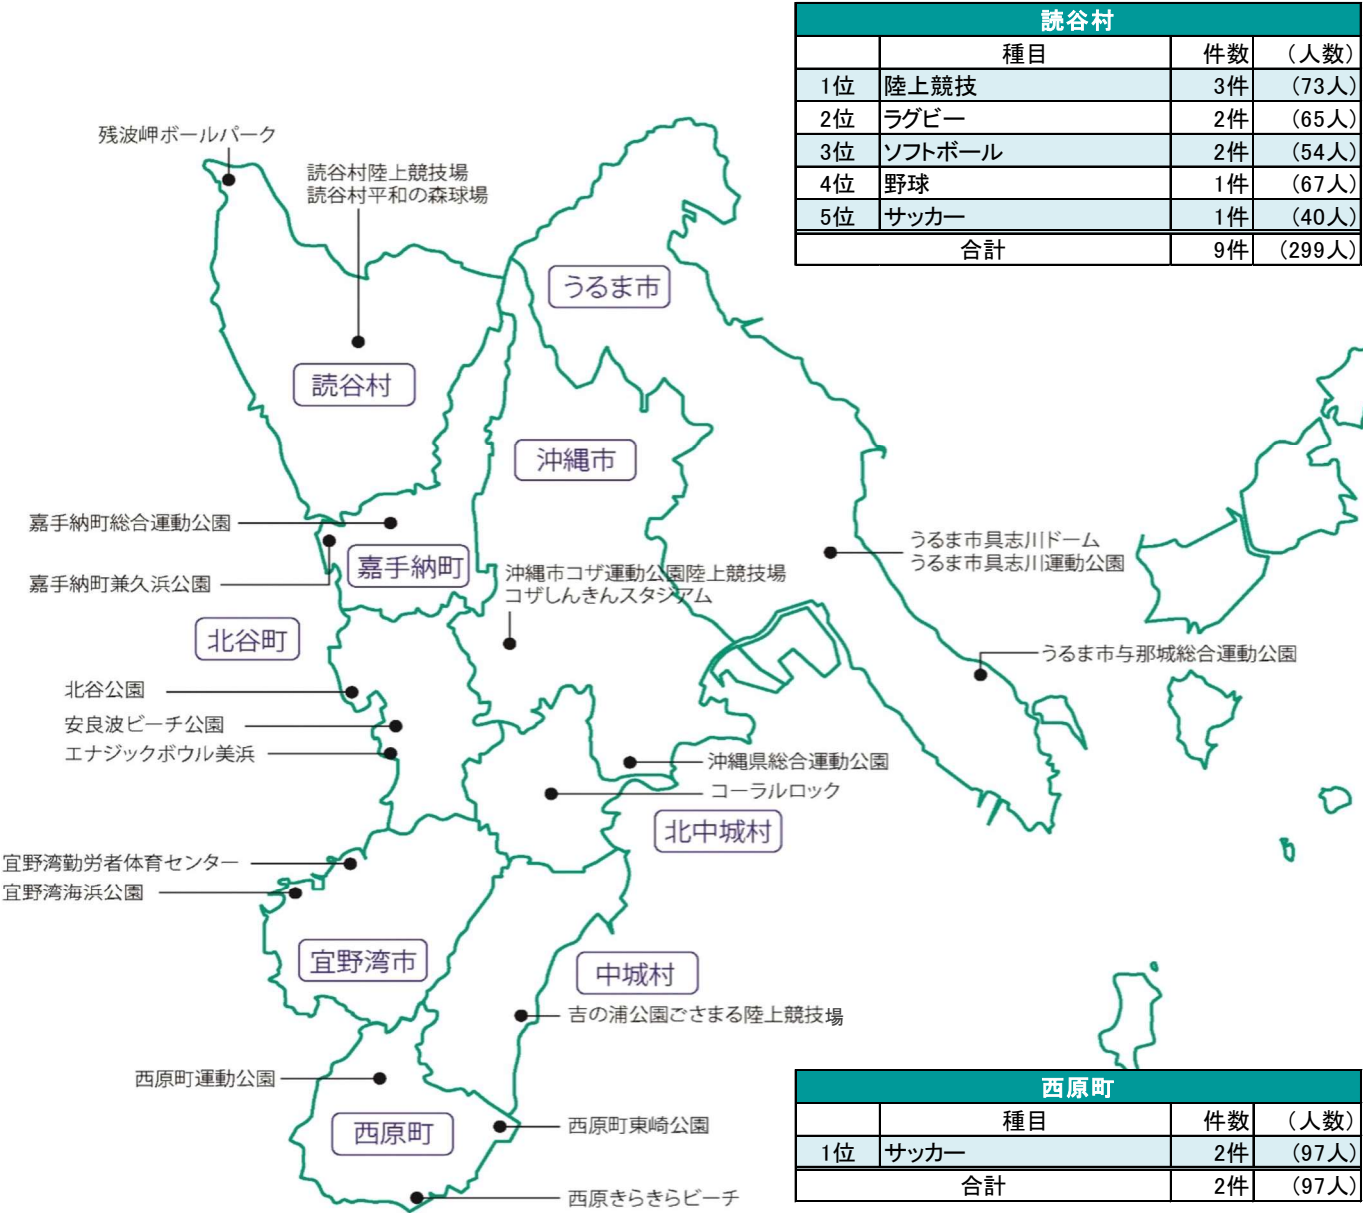 読谷村
種目 件数 （人数）
1位 陸上競技 3件 （73人）
2位 ラグビー 2件 （65人）
3位 ソフトボール 2件 （54人）
4位 野球 1件 （67人）
5位 サッカー 1件 （40人）
合計 9件 （299人）
残波岬ボールパーク
読谷村陸上競技場
読谷村平和の森球場
うるま市
読谷村
沖縄市
嘉手納町総合運動公園
嘉手納町
嘉手納町兼久浜公園
うるま市具志川ドーム
うるま市具志川運動公園
沖縄市コザ運動公園陸上競技場
コザしんきんスタジアム
北谷町
うるま市与那城総合運動公園
北谷公園
安良波ビーチ公園
エナジックボウル美浜
沖縄県総合運動公園
コーラルロック
北中城村
宜野湾勤労者体育センター
宜野湾海浜公園
宜野湾市
中城村
吉の浦公園ごさまる陸上競技場
西原町運動公園
西原町
西原町東崎公園
西原きらきらビーチ
西原町
種目 件数 （人数）
1位 サッカー 2件 （97人）
合計 2件 （97人）